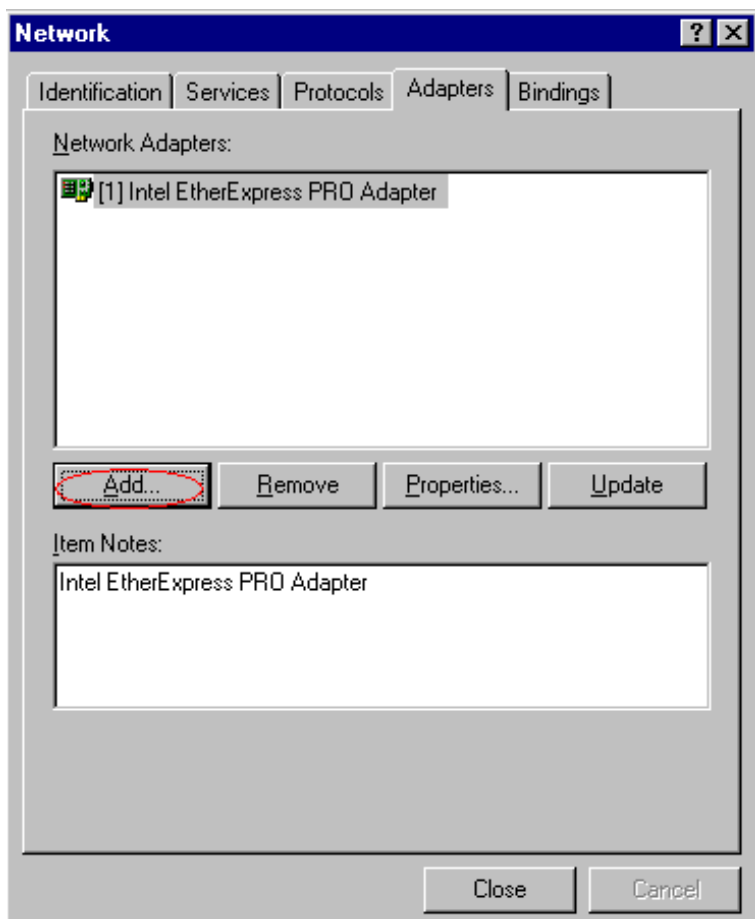 Network
Identification Services Protocols Adapters Bindings
Network Adapters:
[1] Intel EtherExpress PRO Adapter
Add... Remove Properties... Update
Item Notes:
Intel EtherExpress PRO Adapter
Close Cancel